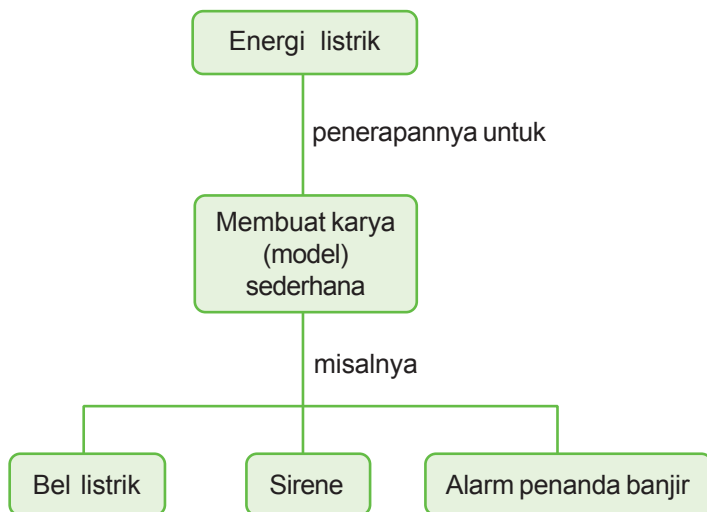 Energi listrik
penerapannya untuk
Membuat karya
(model)
sederhana
misalnya
Bel listrik
Sirene
Alarm penanda banjir